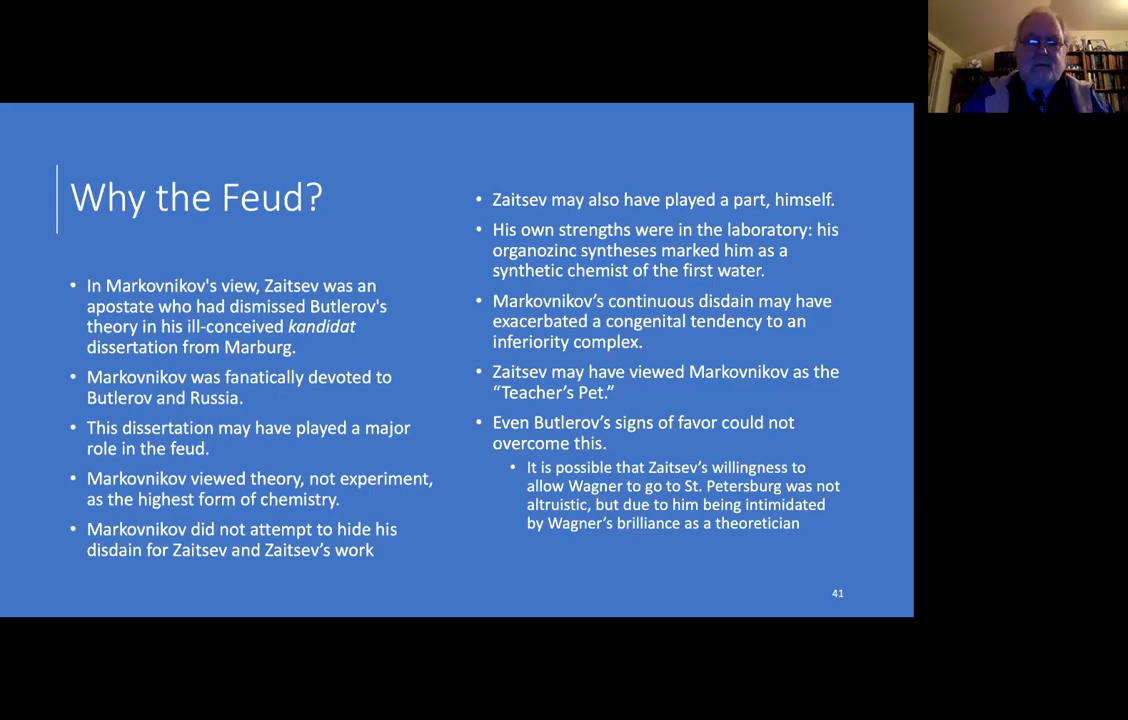 Why the Feud?
• In Markovnikov's view, Zaitsev was an
apostate who had dismissed Butlerov's
theory in his ill-conceived kandidat
dissertation from Marburg.
• Markovnikov was fanatically devoted to
Butlerov and Russia.
• This dissertation may have played a major
role in the feud.
• Markovnikov viewed theory, not experiment,
as the highest form of chemistry.
• Markovnikov did not attempt to hide his
disdain for Zaitsev and Zaitsev’s work
• Zaitsev may also have played a part, himself.
• His own strengths were in the laboratory: his
organozinc syntheses marked him as a
synthetic chemist of the first water.
• Markovnikov’s continuous disdain may have
exacerbated a congenital tendency to an
inferiority complex.
• Zaitsev may have viewed Markovnikov as the
“Teacher’s Pet.”
• Even Butlerov’s signs of favor could not
overcome this.
• It is possible that Zaitsev’s willingness to
allow Wagner to go to St. Petersburg was not
altruistic, but due to him being intimidated
by Wagner’s brilliance as a theoretician
41